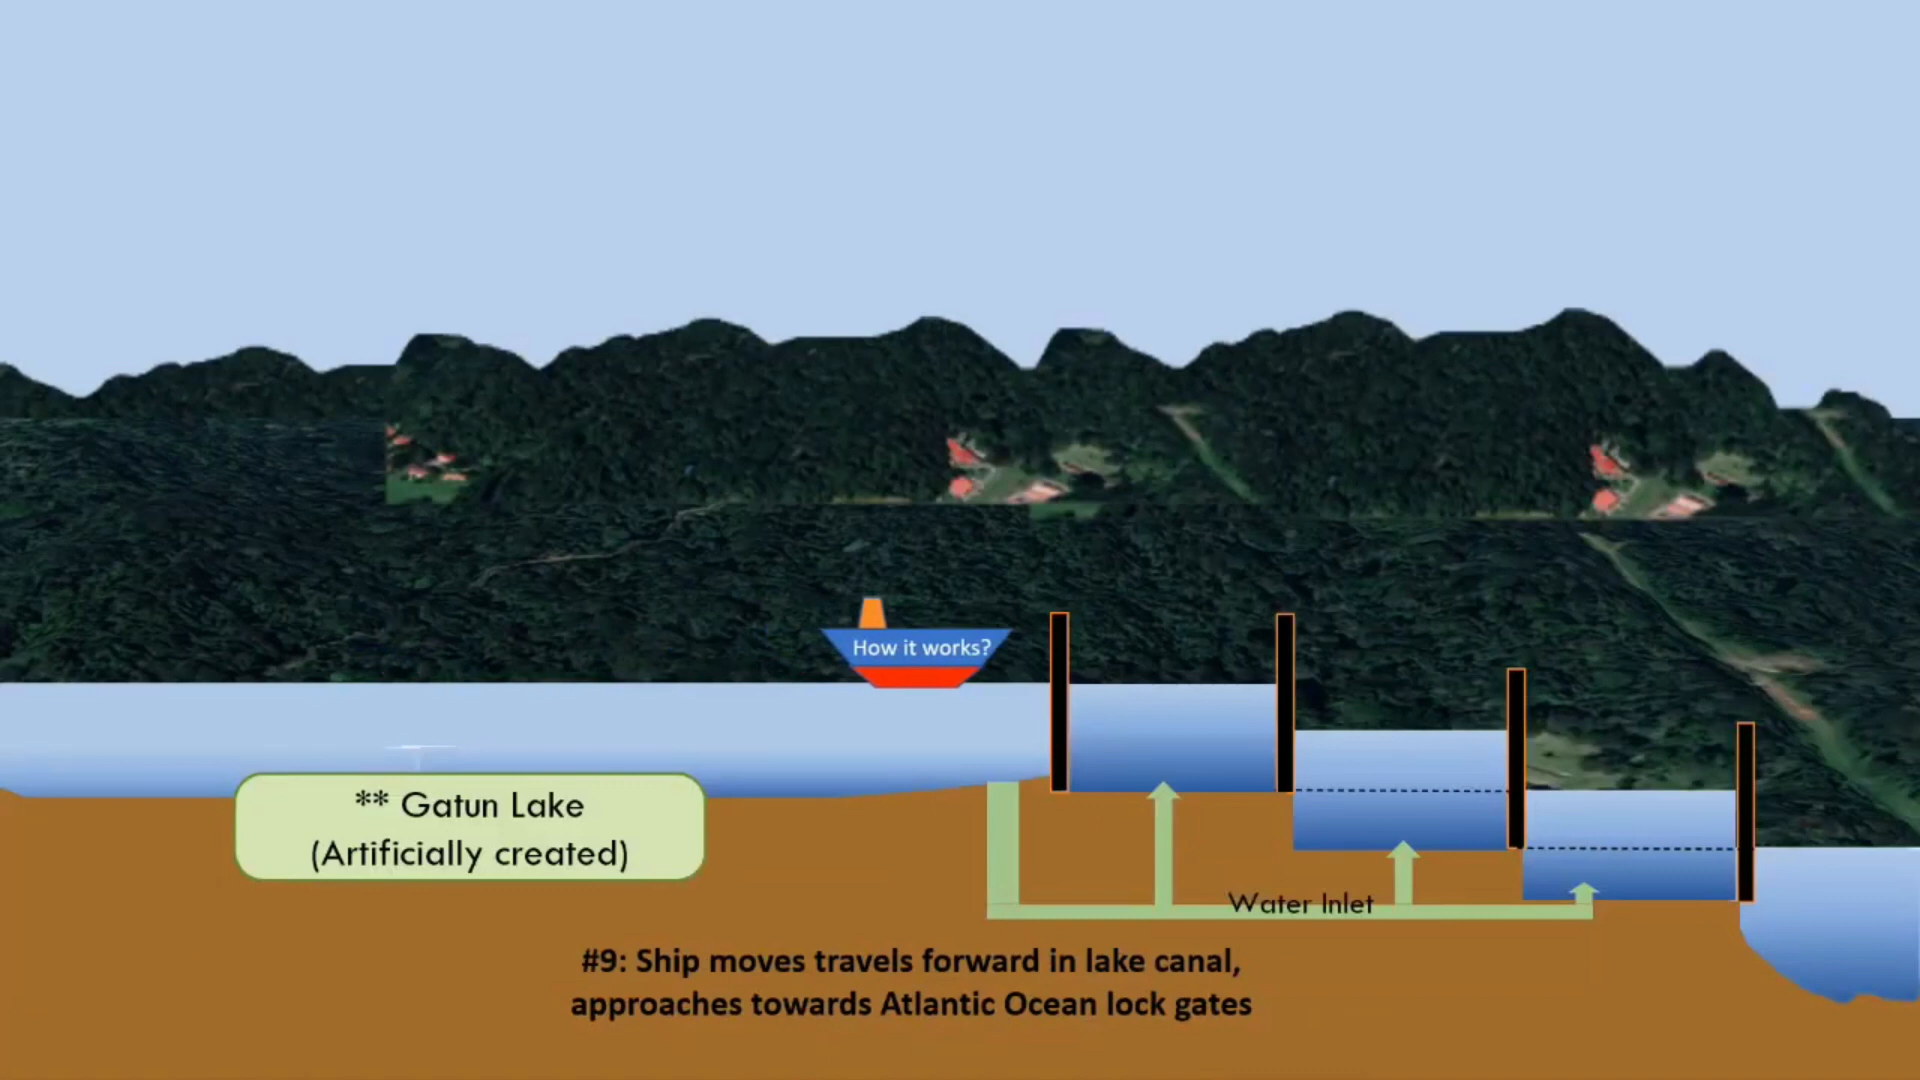 How it works?
** Gatun Lake
(Artificially created)
Water Inlet
#9: Ship moves travels forward in lake canal,
approaches towards Atlantic Ocean lock gates